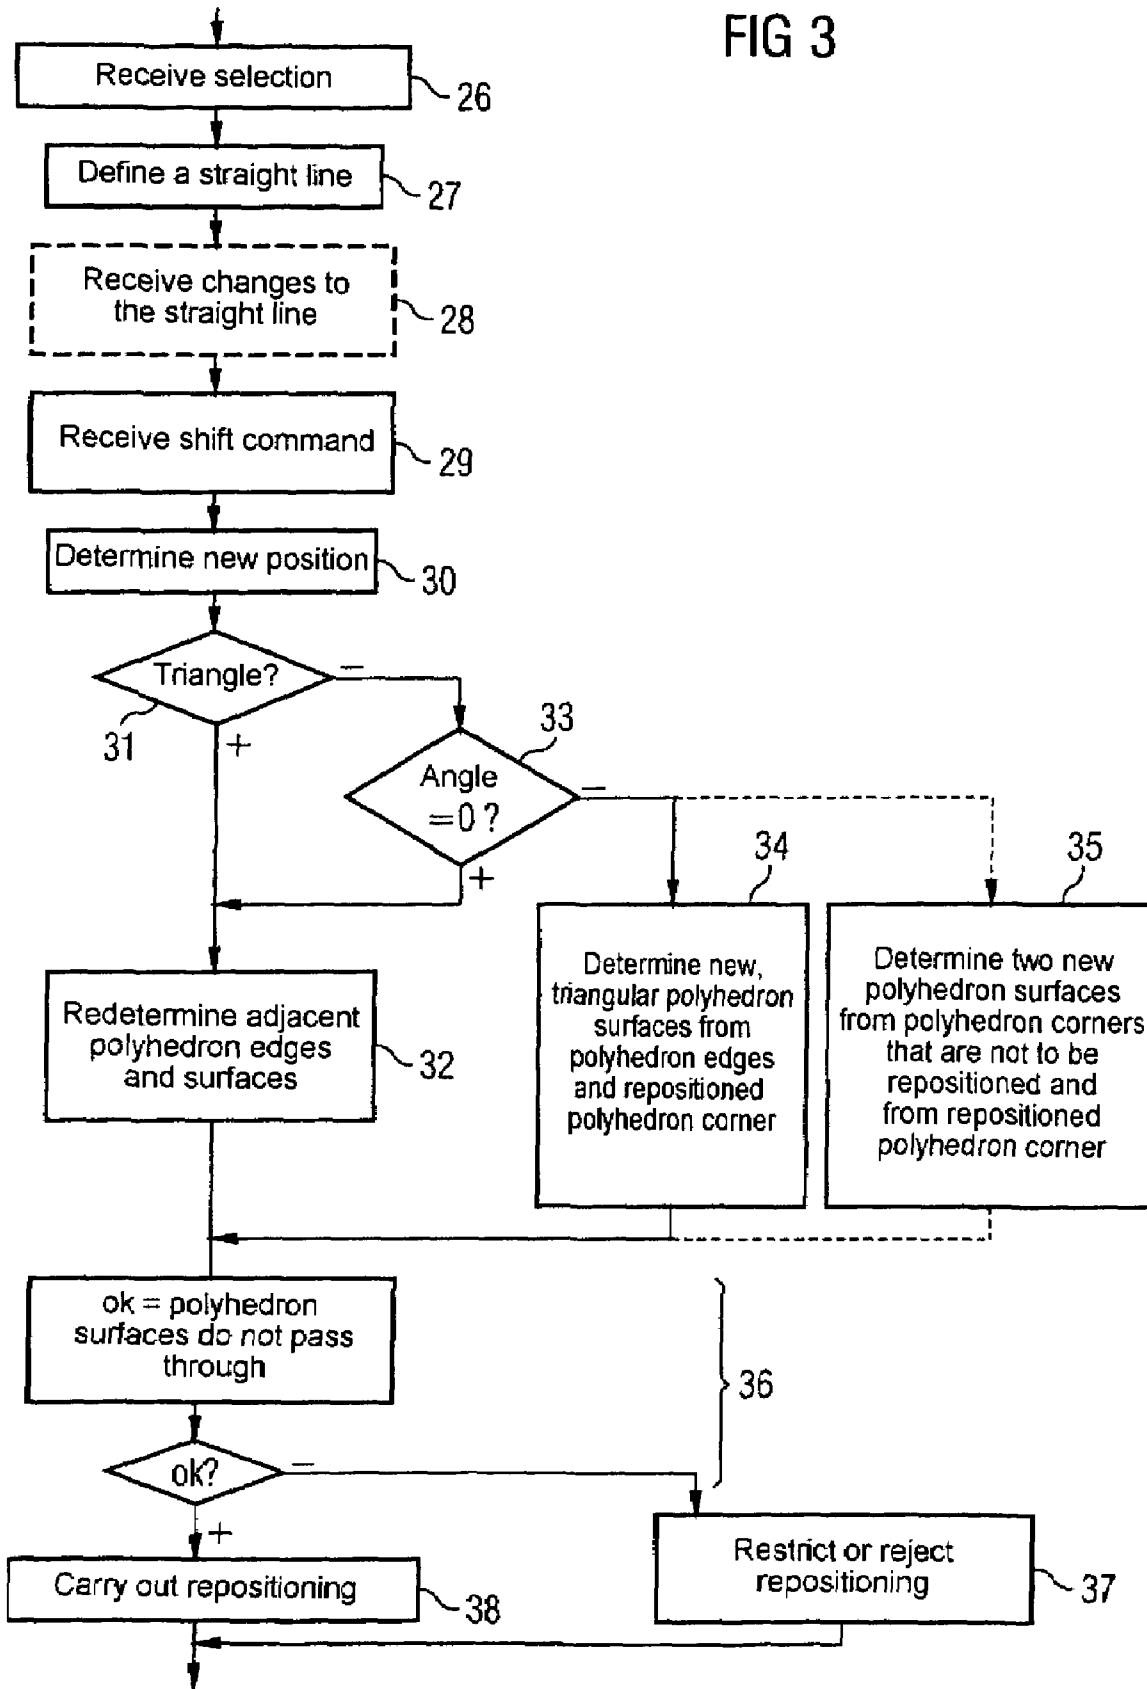 FIG 3
Receive selection
26
Define a straight line
27
Receive changes to
the straight line
28
Receive shift command
29
Determine new position
30
Triangle?
−
31
+
33
Angle
=0 ?
−
+
34
Determine new,
triangular polyhedron
surfaces from
polyhedron edges
and repositioned
polyhedron corner
35
Determine two new
polyhedron surfaces
from polyhedron corners
that are not to be
repositioned and
from repositioned
polyhedron corner
Redetermine adjacent
polyhedron edges
and surfaces
32
ok = polyhedron
surfaces do not pass
through
36
ok?
−
+
Restrict or reject
repositioning
37
Carry out repositioning
38